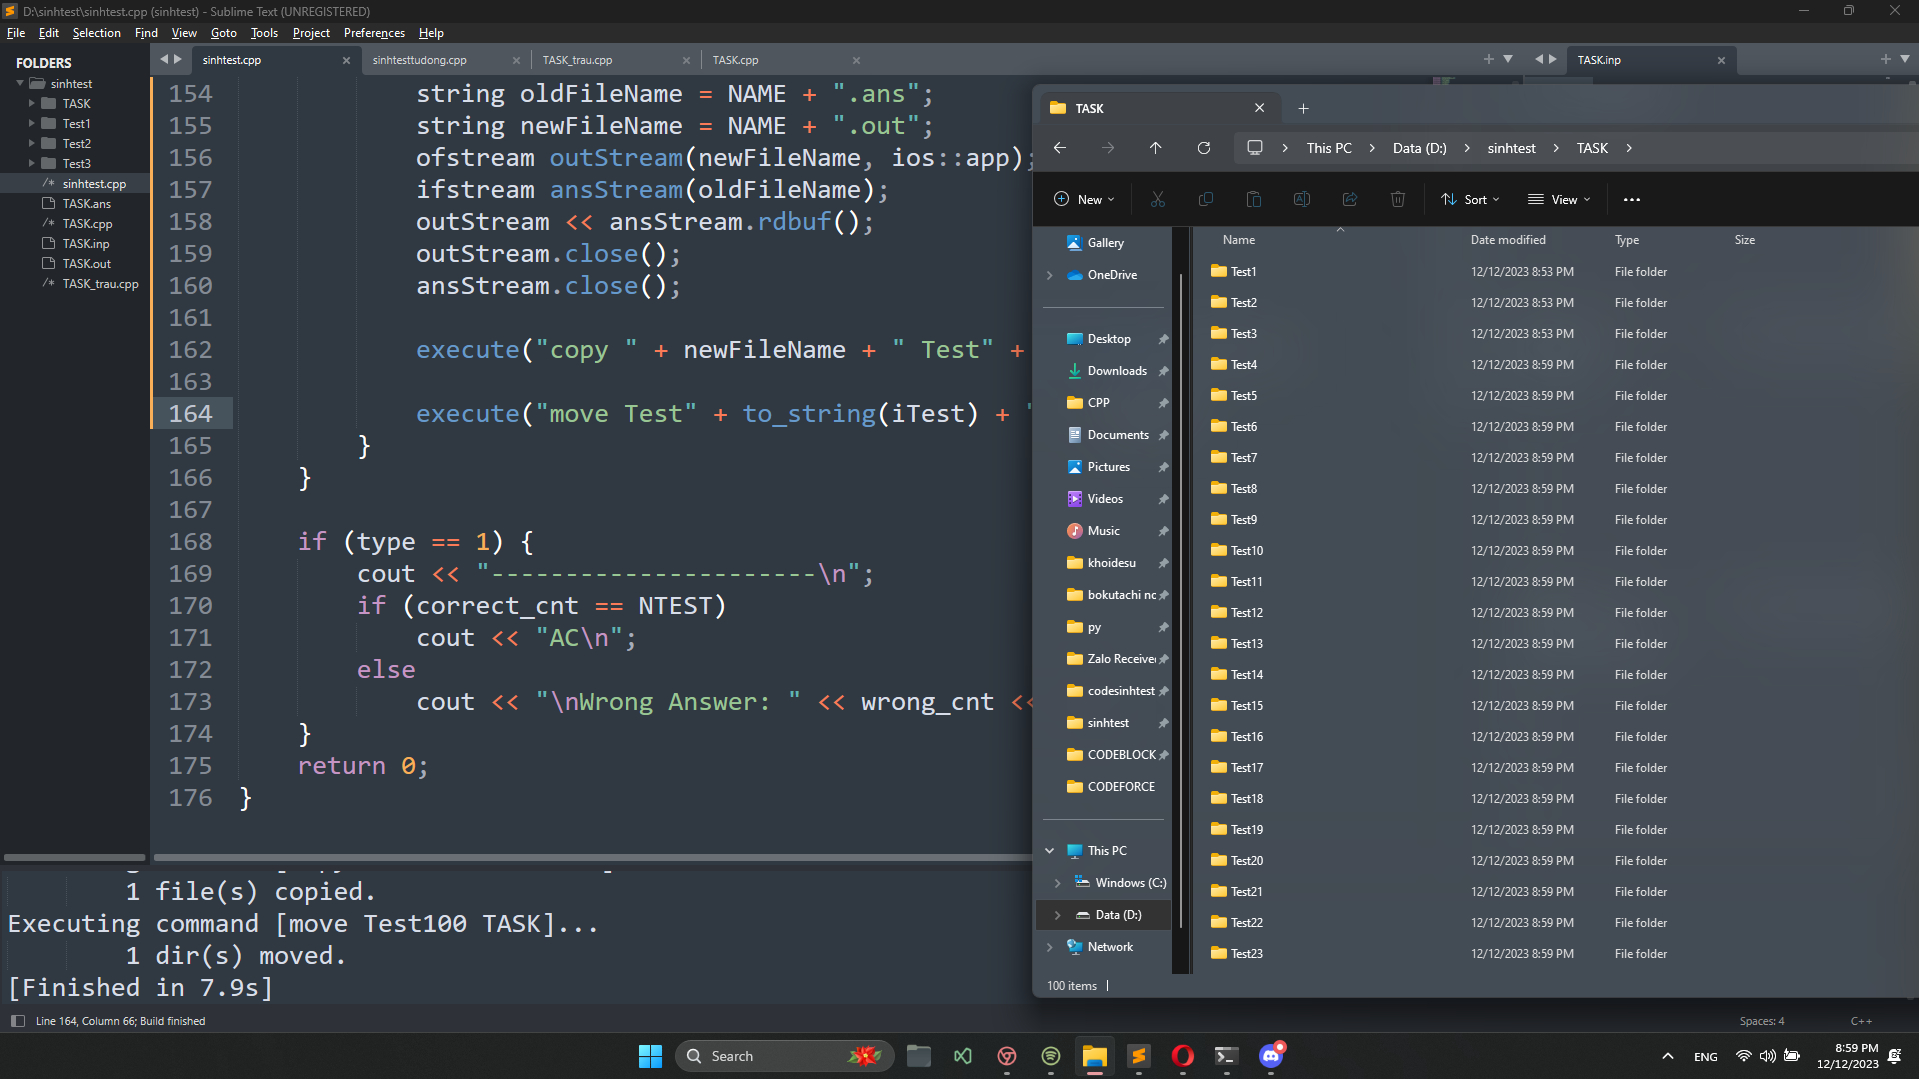 D:\sinhtest\sinhtest.cpp (sinhtest) - Sublime Text (UNREGISTERED)
File Edit Selection Find View Goto Tools Project Preferences Help
FOLDERS
sinhtest
TASK
Test1
Test2
Test3
sinhtest.cpp
TASK.ans
TASK.cpp
TASK.inp
TASK.out
TASK_trau.cpp
sinhtest.cpp sinhtesttudong.cpp TASK_trau.cpp TASK.cpp TASK.inp
154 string oldFileName = NAME + ".ans";
155 string newFileName = NAME + ".out";
156 ofstream outStream(newFileName, ios::app);
157 ifstream ansStream(oldFileName);
158 outStream << ansStream.rdbuf();
159 outStream.close();
160 ansStream.close();
161
162 execute("copy " + newFileName + " Test" +
163
164 execute("move Test" + to_string(iTest) + "
165 }
166 }
167
168 if (type == 1) {
169 cout << "----------------------\n";
170 if (correct_cnt == NTEST)
171 cout << "AC\n";
172 else
173 cout << "\nWrong Answer: " << wrong_cnt <<
174 }
175 return 0;
176 }
1 file(s) copied.
Executing command [move Test100 TASK]...
1 dir(s) moved.
[Finished in 7.9s]
Line 164, Column 66; Build finished
Spaces: 4 C++
TASK
This PC Data (D:) sinhtest TASK
New Sort View
Gallery
OneDrive
Desktop
Downloads
CPP
Documents
Pictures
Videos
Music
khoidesu
bokutachi nc
py
Zalo Receive
codesinhtest
sinhtest
CODEBLOCK
CODEFORCE
This PC
Windows (C:)
Data (D:)
Network
Name Date modified Type Size
Test1 12/12/2023 8:53 PM File folder
Test2 12/12/2023 8:53 PM File folder
Test3 12/12/2023 8:53 PM File folder
Test4 12/12/2023 8:59 PM File folder
Test5 12/12/2023 8:59 PM File folder
Test6 12/12/2023 8:59 PM File folder
Test7 12/12/2023 8:59 PM File folder
Test8 12/12/2023 8:59 PM File folder
Test9 12/12/2023 8:59 PM File folder
Test10 12/12/2023 8:59 PM File folder
Test11 12/12/2023 8:59 PM File folder
Test12 12/12/2023 8:59 PM File folder
Test13 12/12/2023 8:59 PM File folder
Test14 12/12/2023 8:59 PM File folder
Test15 12/12/2023 8:59 PM File folder
Test16 12/12/2023 8:59 PM File folder
Test17 12/12/2023 8:59 PM File folder
Test18 12/12/2023 8:59 PM File folder
Test19 12/12/2023 8:59 PM File folder
Test20 12/12/2023 8:59 PM File folder
Test21 12/12/2023 8:59 PM File folder
Test22 12/12/2023 8:59 PM File folder
Test23 12/12/2023 8:59 PM File folder
100 items
Search
ENG
8:59 PM
12/12/2023